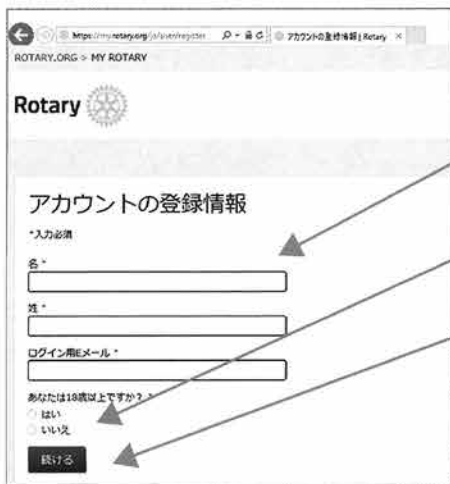 https://my.rotary.org/ja/user/register
アカウントの登録情報 | Rotary ×
ROTARY.ORG > MY ROTARY
Rotary
アカウントの登録情報
*入力必須
名 *
姓 *
ログイン用Eメール *
あなたは18歳以上ですか? *
はい
いいえ
続ける